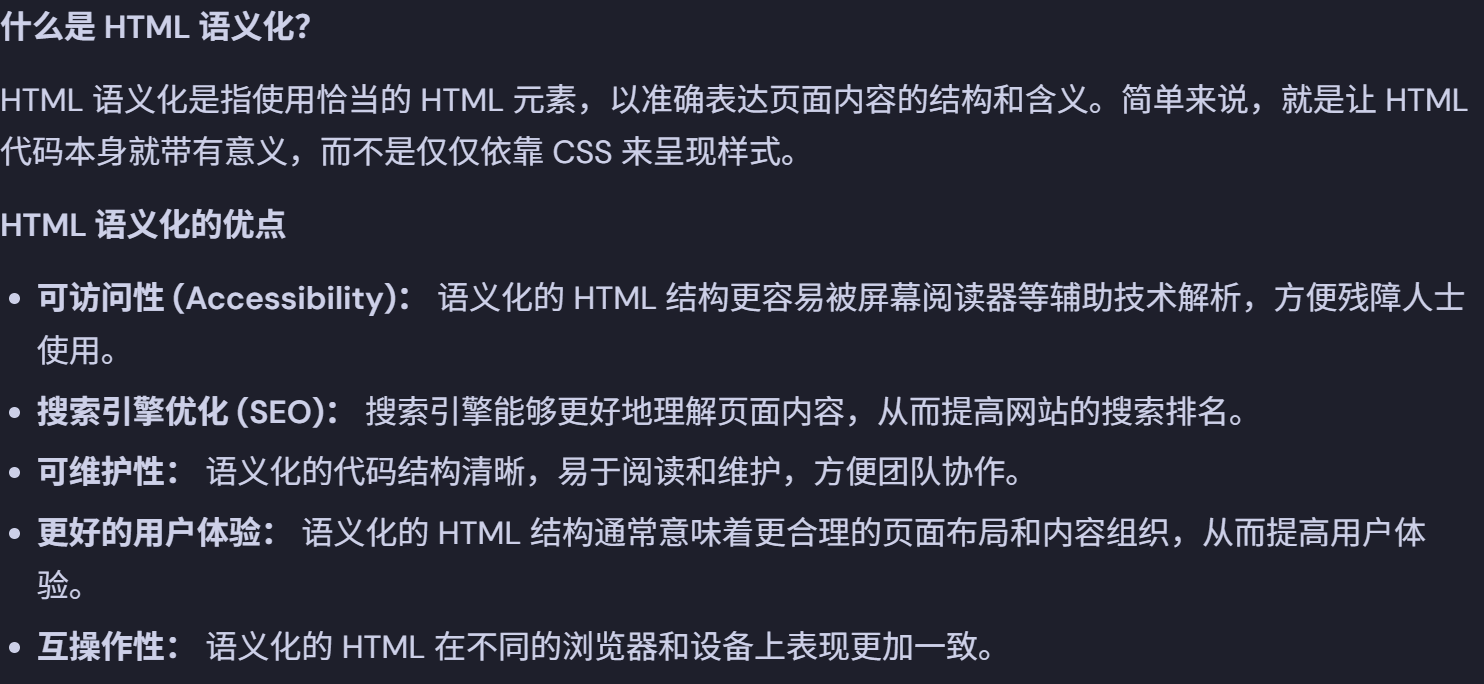 什么是 HTML 语义化？
HTML 语义化是指使用恰当的 HTML 元素，以准确表达页面内容的结构和含义。简单来说，就是让 HTML
代码本身就带有意义，而不是仅仅依靠 CSS 来呈现样式。
HTML 语义化的优点
• 可访问性 (Accessibility)： 语义化的 HTML 结构更容易被屏幕阅读器等辅助技术解析，方便残障人士
使用。
• 搜索引擎优化 (SEO)： 搜索引擎能够更好地理解页面内容，从而提高网站的搜索排名。
• 可维护性： 语义化的代码结构清晰，易于阅读和维护，方便团队协作。
• 更好的用户体验： 语义化的 HTML 结构通常意味着更合理的页面布局和内容组织，从而提高用户体
验。
• 互操作性： 语义化的 HTML 在不同的浏览器和设备上表现更加一致。